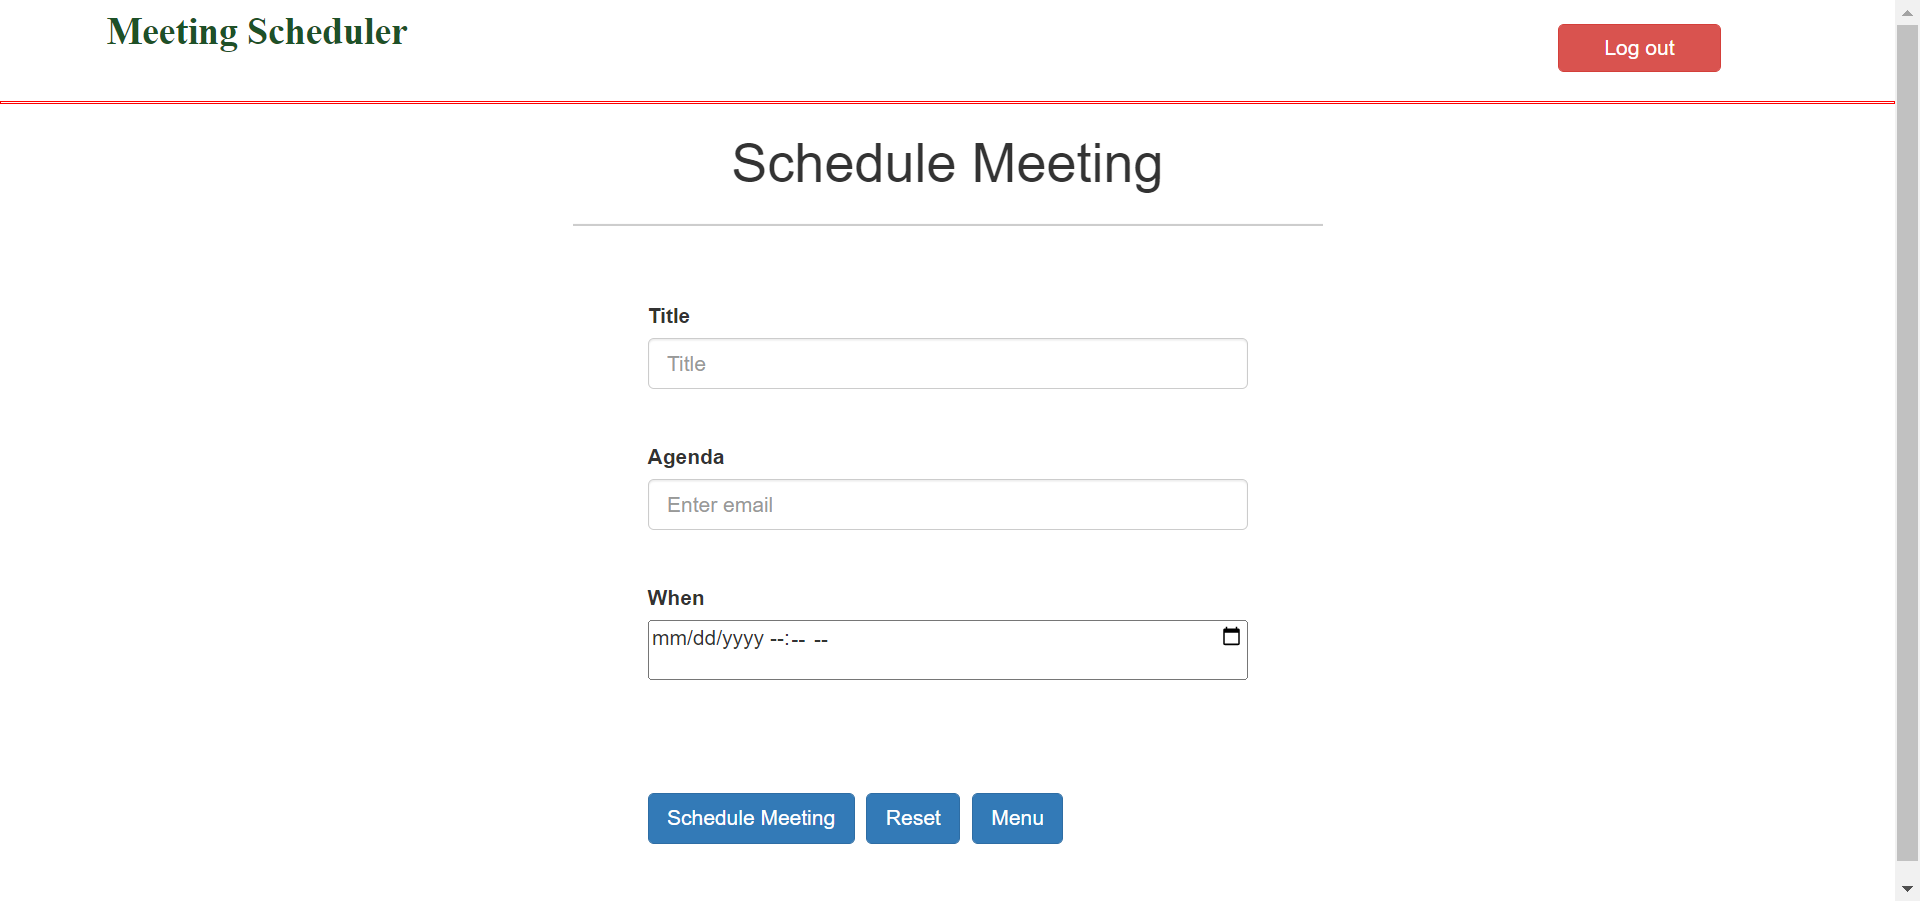 Meeting Scheduler
Log out
Schedule Meeting
Title
Title
Agenda
Enter email
When
mm/dd/yyyy --:-- --
Schedule Meeting
Reset
Menu